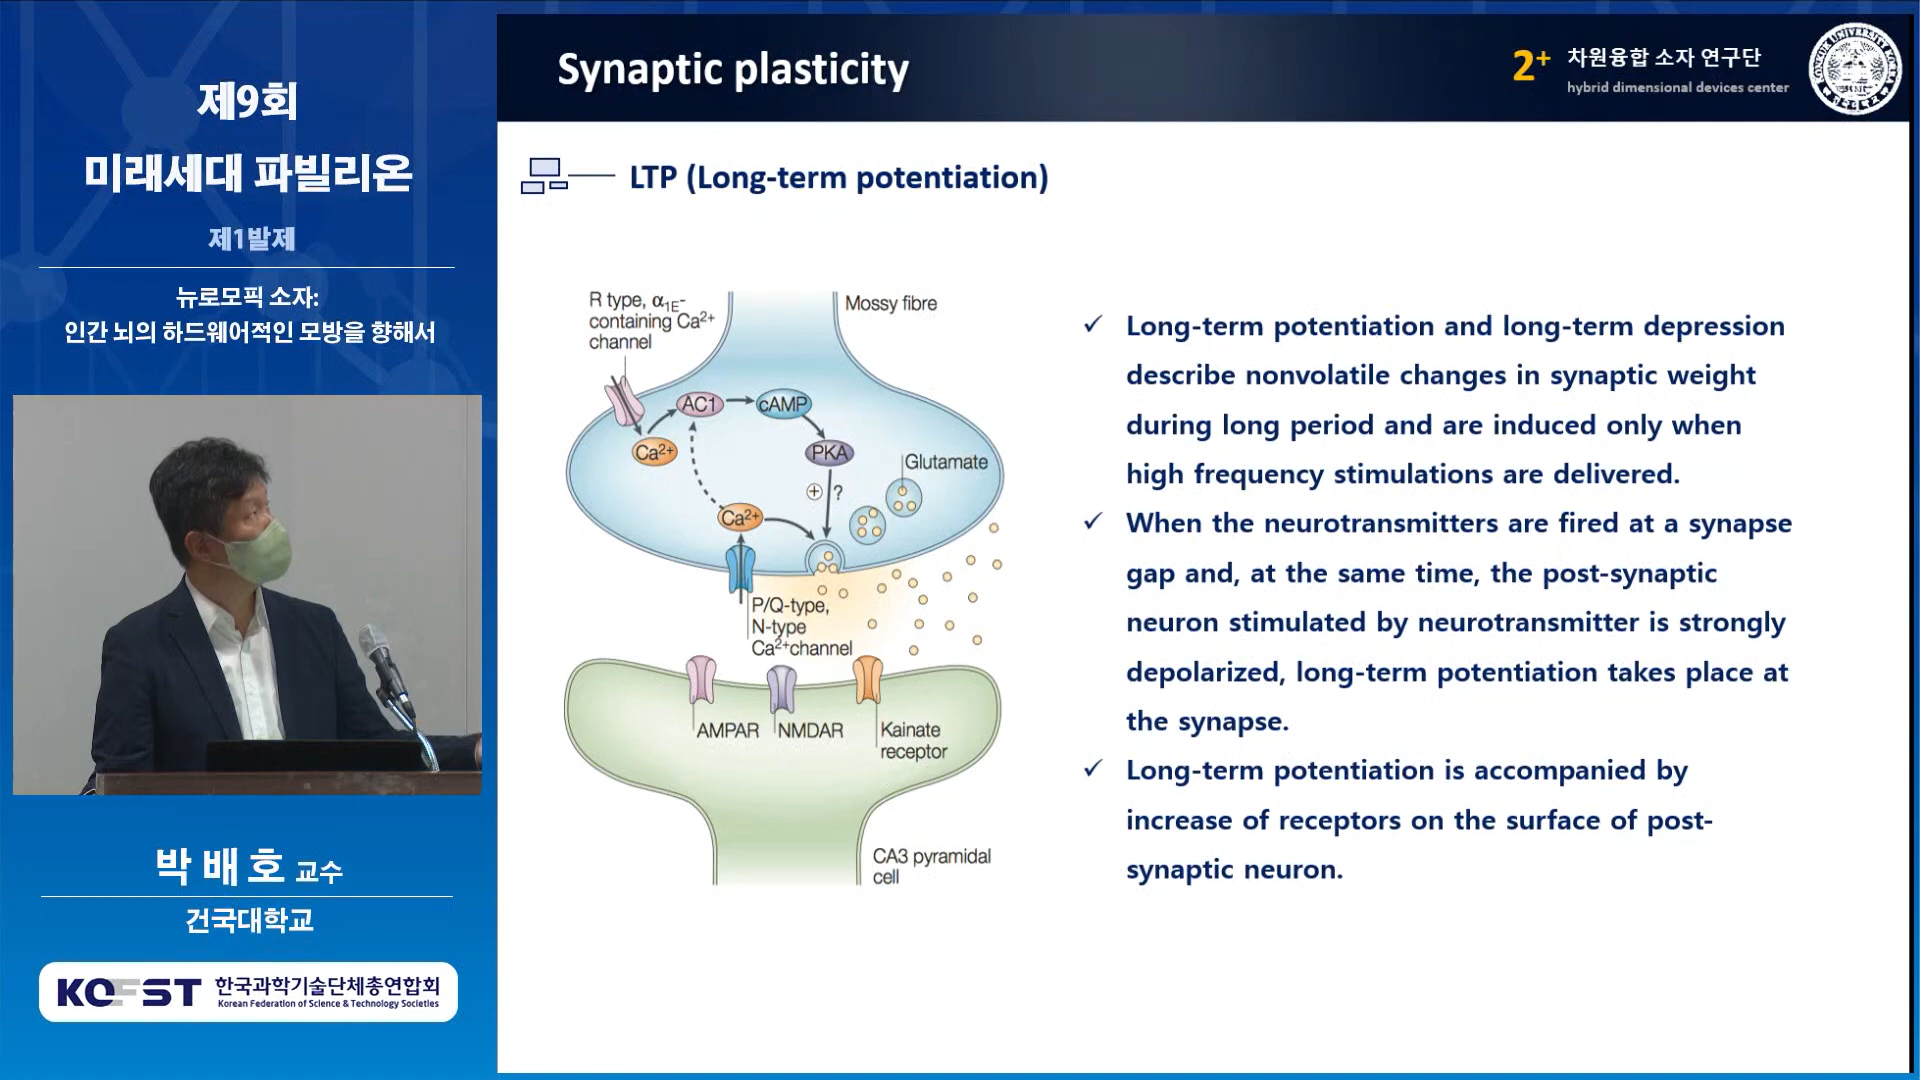 제9회
미래세대 파빌리온
제1발제
뉴로모픽 소자:
인간 뇌의 하드웨어적인 모방을 향해서
박 배 호 교수
건국대학교
KOFST 한국과학기술단체총연합회
Korean Federation of Science & Technology Societies
Synaptic plasticity
2+ 차원융합 소자 연구단
hybrid dimensional devices center
LTP (Long-term potentiation)
R type, α1E-
containing Ca2+
channel
Mossy fibre
AC1
cAMP
Ca2+
PKA
Glutamate
+ ?
Ca2+
P/Q-type,
N-type
Ca2+channel
AMPAR
NMDAR
Kainate
receptor
CA3 pyramidal
cell
✓ Long-term potentiation and long-term depression
describe nonvolatile changes in synaptic weight
during long period and are induced only when
high frequency stimulations are delivered.
✓ When the neurotransmitters are fired at a synapse
gap and, at the same time, the post-synaptic
neuron stimulated by neurotransmitter is strongly
depolarized, long-term potentiation takes place at
the synapse.
✓ Long-term potentiation is accompanied by
increase of receptors on the surface of post-
synaptic neuron.